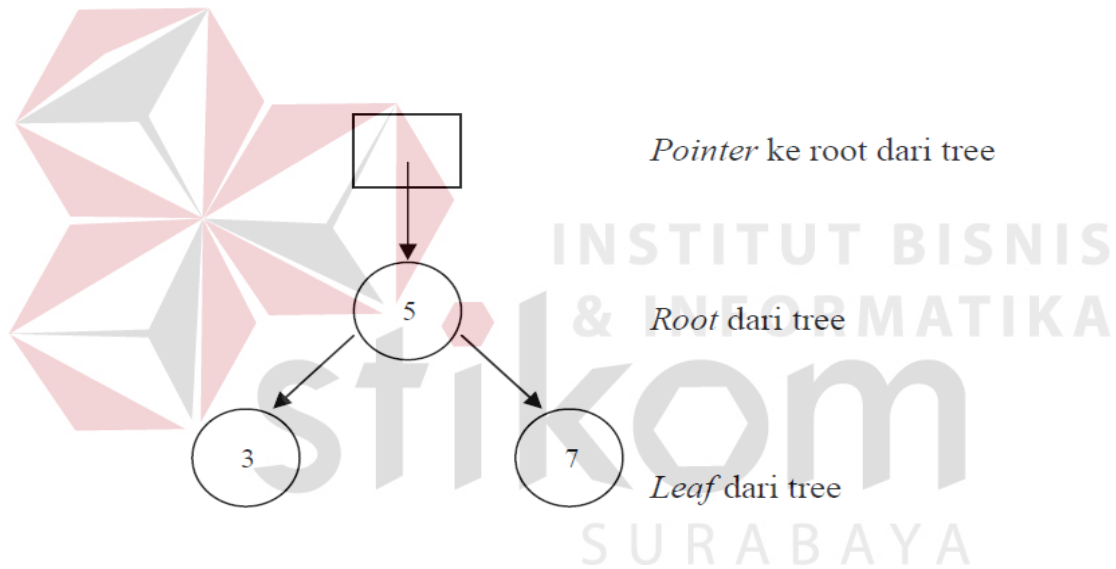 Pointer ke root dari tree
INSTITUT BISNIS
5
Root dari tree
& INFORMATIKA
stikom
3
7
Leaf dari tree
SURABAYA